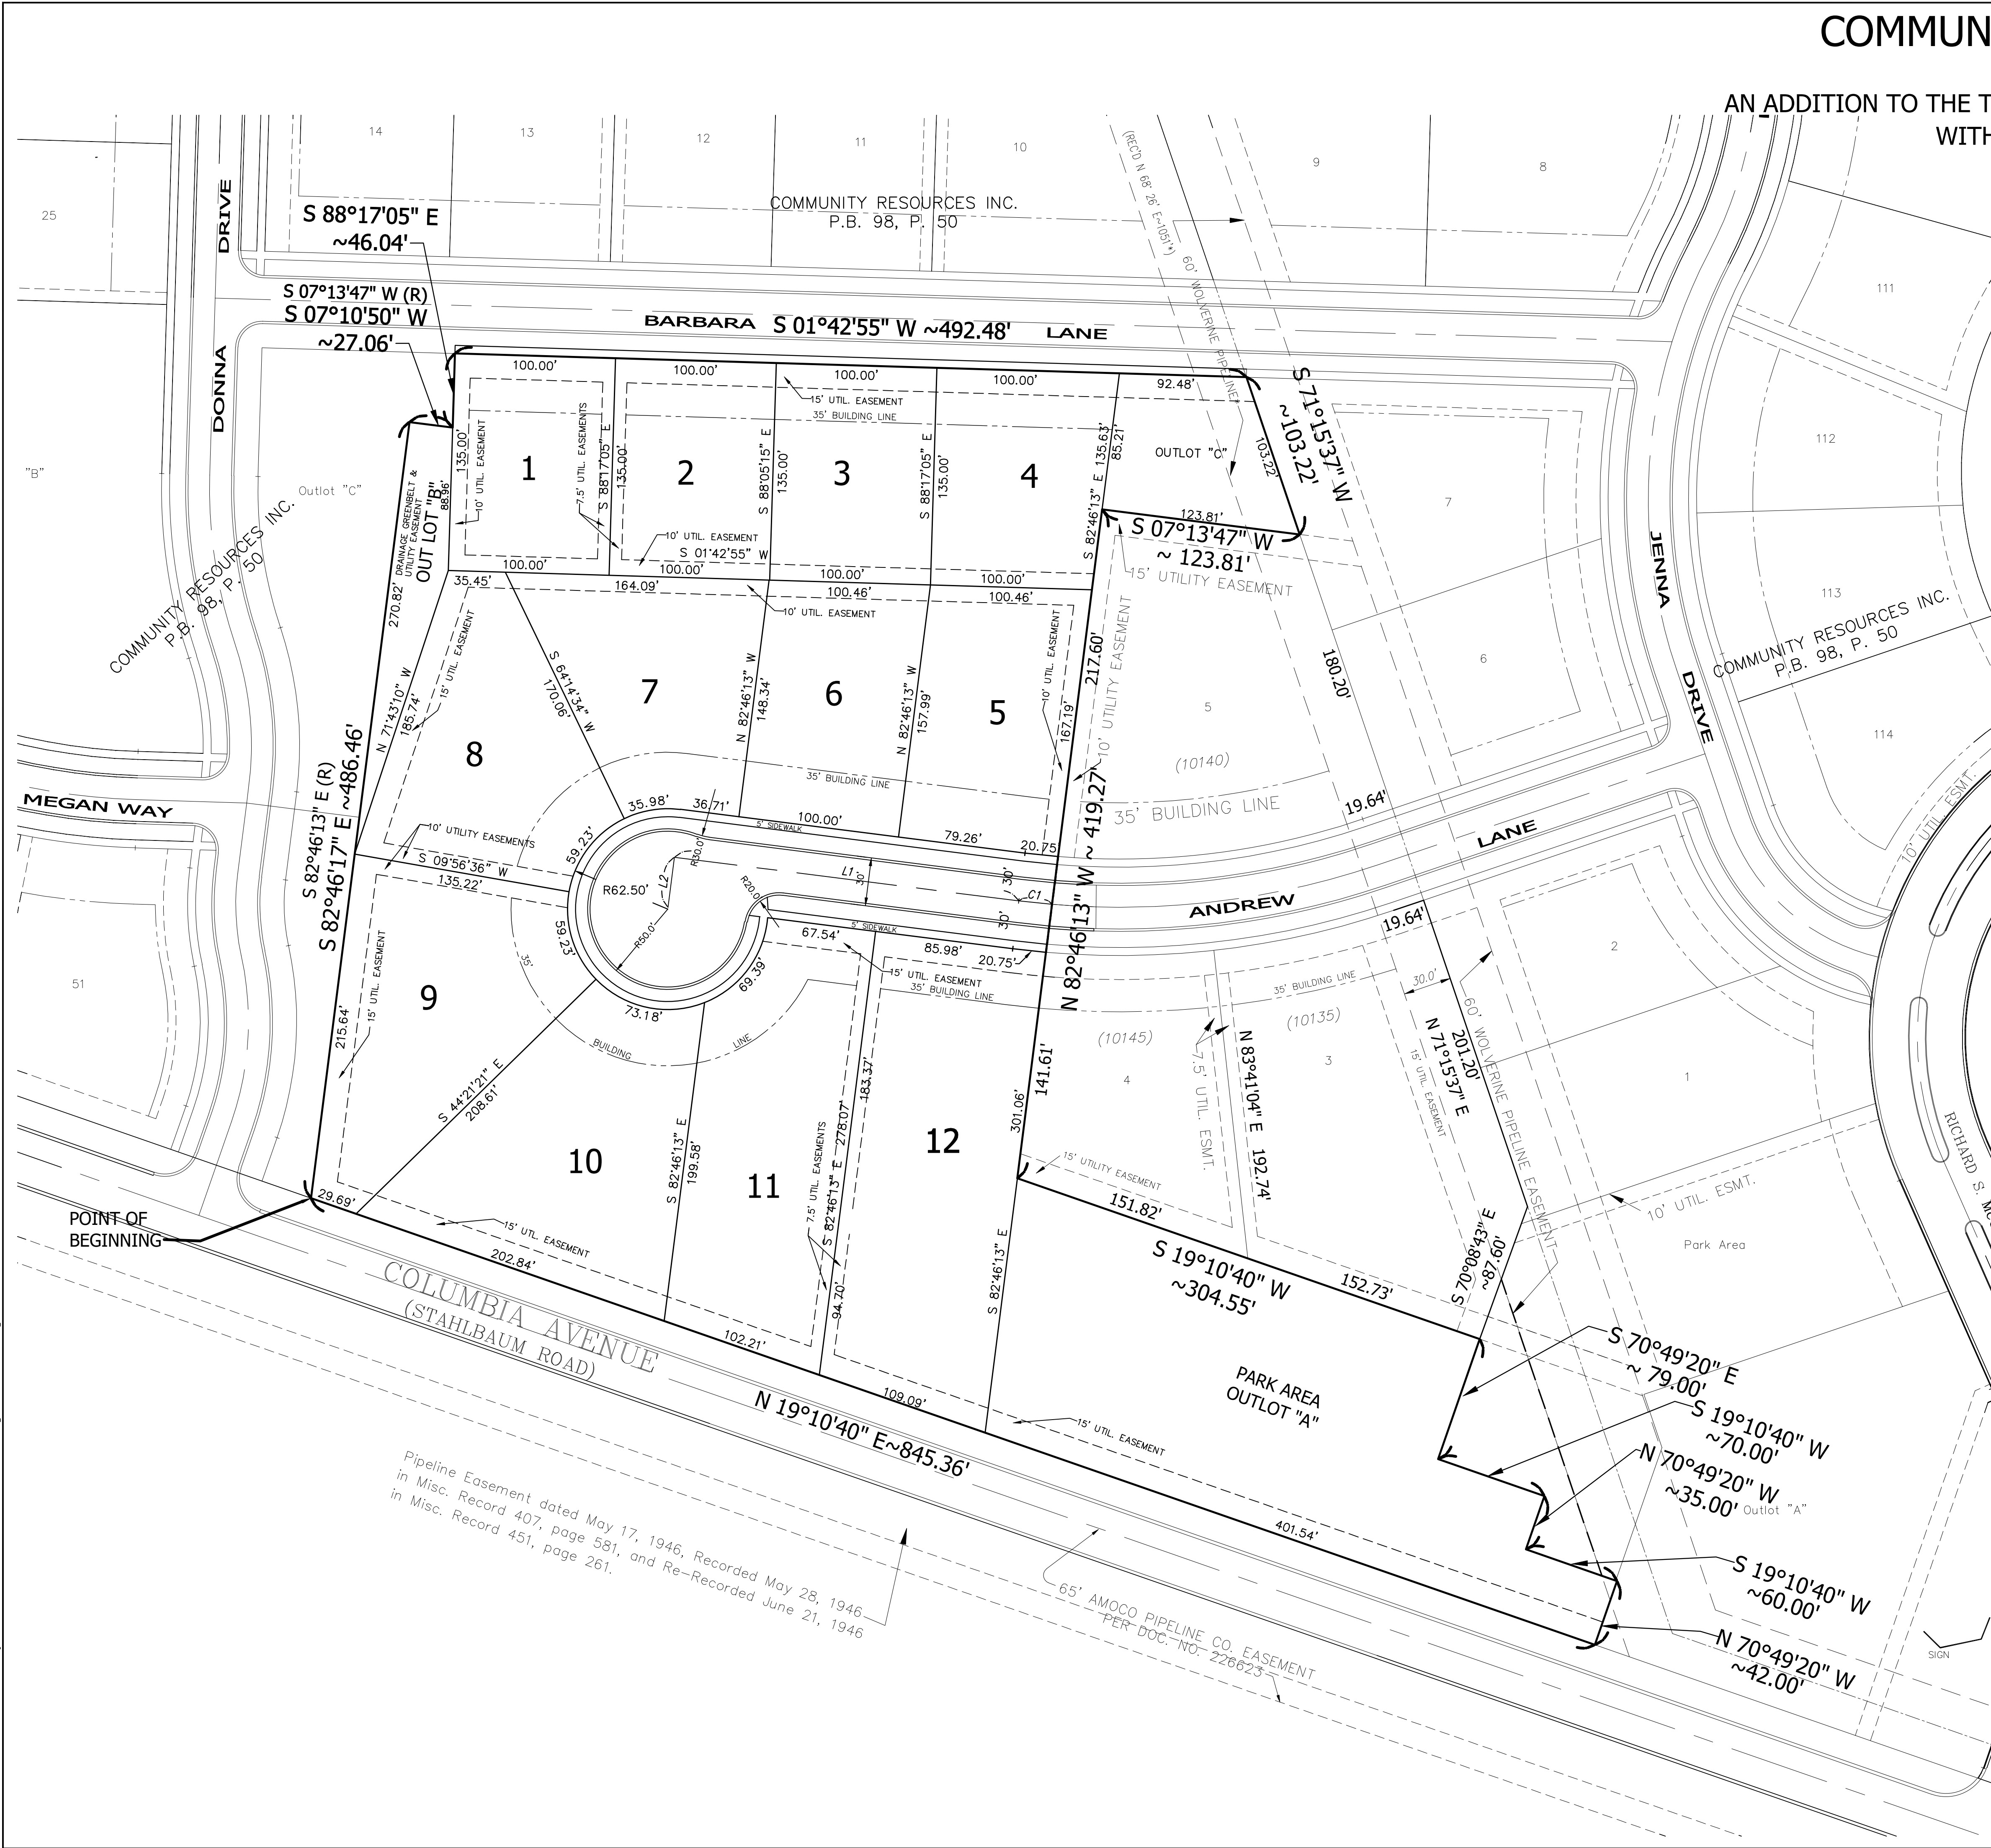 COMMUN
AN ADDITION TO THE T
WITH
14
13
12
11
10
9
8
25
DONNA DRIVE
S 88°17'05" E
~46.04'
COMMUNITY RESOURCES INC.
P.B. 98, P. 50
(REC'D N 68°26' E~1051'±)
60' WOLVERINE PIPELINE
111
S 07°13'47" W (R)
S 07°10'50" W
~27.06'
BARBARA S 01°42'55" W ~492.48' LANE
DONNA
100.00'
100.00'
100.00'
100.00'
92.48'
15' UTIL. EASEMENT
35' BUILDING LINE
S 71°15'37" W
~103.22'
103.22'
"B"
Outlot "C"
COMMUNITY RESOURCES INC.
P.B. 98, P. 50
DRAINAGE GREENBELT &
UTILITY EASEMENT
OUT LOT "B"
270.82'
88.96'
135.00'
10' UTIL. EASEMENT
1
7.5' UTIL. EASEMENTS
S 88°17'05" E
135.00'
2
S 88°05'15" E
135.00'
3
S 88°17'05" E
135.00'
4
S 82°46'13" E 135.63'
85.21'
OUTLOT "C"
123.81'
S 07°13'47" W
~ 123.81'
15' UTILITY EASEMENT
7
112
113
114
JENNA
DRIVE
COMMUNITY RESOURCES INC.
P.B. 98, P. 50
10' UTIL. EASEMENT
S 01°42'55" W
100.00'
100.00'
100.00'
100.00'
35.45'
164.09'
100.46'
100.46'
10' UTIL. EASEMENT
N 71°43'10" W
185.74'
15' UTIL. EASEMENT
S 64°14'34" W
170.06'
7
N 82°46'13" W
148.34'
6
N 82°46'13" W
157.99'
5
10' UTIL. EASEMENT
167.19'
217.60'
10' UTILITY EASEMENT
5
(10140)
35' BUILDING LINE
180.20'
6
19.64'
8
35' BUILDING LINE
MEGAN WAY
S 82°46'13" E (R)
S 82°46'17" E ~486.46'
10' UTILITY EASEMENTS
S 09°56'36" W
135.22'
59.23'
35.98'
36.71'
100.00'
5' SIDEWALK
79.26'
20.75
R62.50'
L2
R30.0'
R20.0'
R50.0'
L1
30'
30'
30'
C1
N 82°46'13" W ~ 419.27'
ANDREW
LANE
10' UTIL. ESMT.
19.64'
2
51
215.64'
15' UTIL. EASEMENT
9
35'
59.23'
73.18'
69.39'
67.54'
5' SIDEWALK
85.98'
20.75'
15' UTIL. EASEMENT
35' BUILDING LINE
BUILDING
LINE
S 44°21'21" E
208.61'
10
S 82°46'13" E
199.58'
11
7.5' UTIL. EASEMENTS
S 82°46'13" E 278.07'
183.37'
94.70'
12
301.06'
141.61'
S 82°46'13" E
(10145)
4
7.5' UTIL. ESMT.
N 83°41'04" E 192.74'
(10135)
35' BUILDING LINE
3
30.0'
15' UTIL. EASEMENT
N 71°15'37" E
201.20'
60' WOLVERINE PIPELINE EASEMENT
1
RICHARD S.
10' UTIL. ESMT.
Park Area
15' UTILITY EASEMENT
151.82'
S 19°10'40" W
~304.55'
152.73'
S 70°08'43" E
~87.60'
POINT OF
BEGINNING
29.69'
15' UTL. EASEMENT
202.84'
COLUMBIA AVENUE
(STAHLBAUM ROAD)
102.21'
109.09'
N 19°10'40" E~845.36'
15' UTIL. EASEMENT
401.54'
PARK AREA
OUTLOT "A"
S 70°49'20" E
~ 79.00'
S 19°10'40" W
~70.00'
N 70°49'20" W
~35.00'
Outlot "A"
S 19°10'40" W
~60.00'
N 70°49'20" W
~42.00'
SIGN
Pipeline Easement dated May 17, 1946, Recorded May 28, 1946
in Misc. Record 407, page 581, and Re-Recorded June 21, 1946
in Misc. Record 451, page 261.
65' AMOCO PIPELINE CO. EASEMENT
PER DOC. NO. 226623